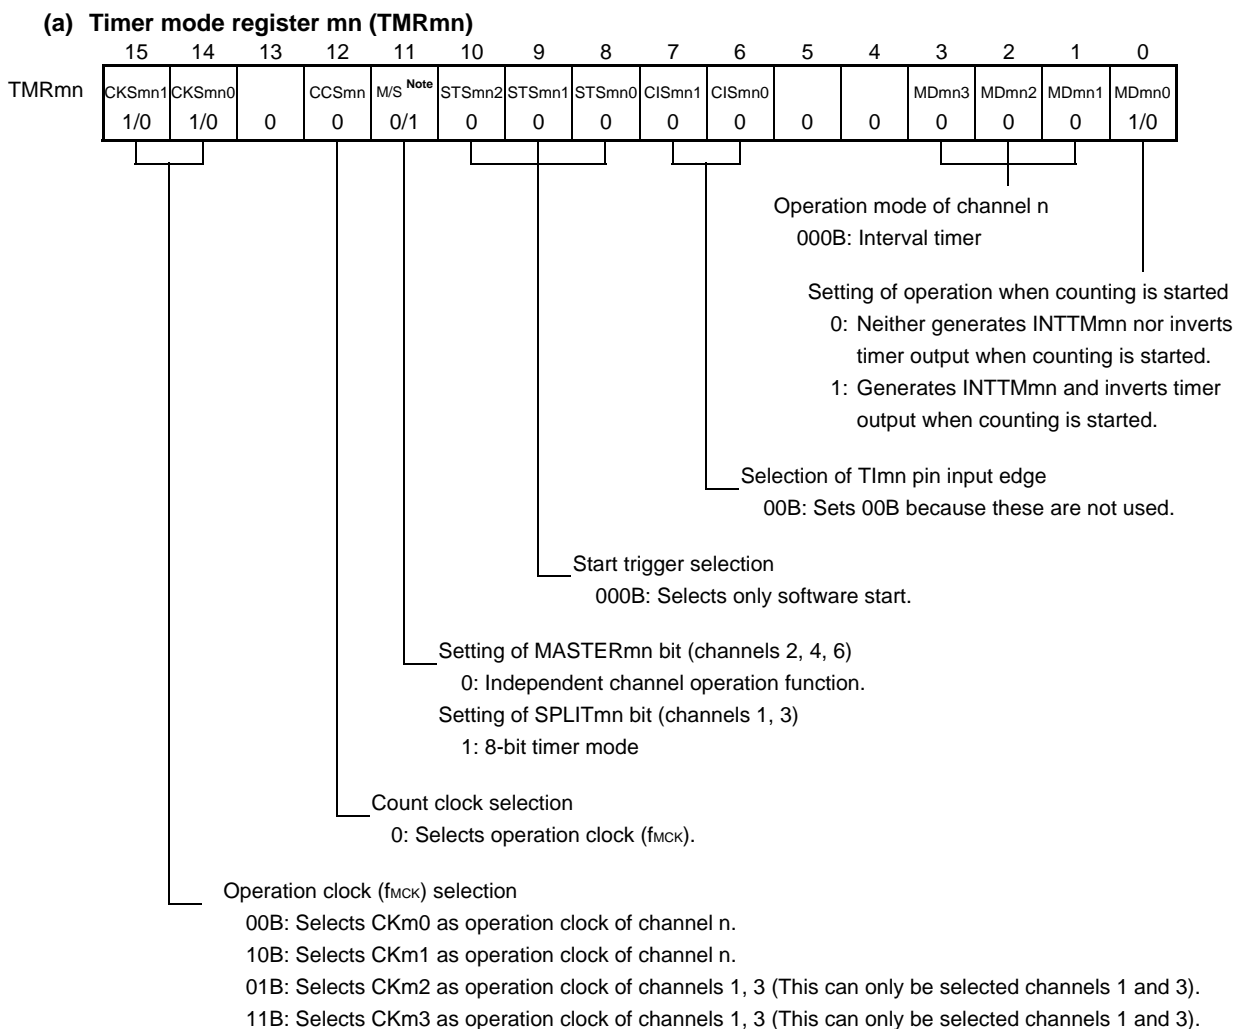 (a) Timer mode register mn (TMRmn)
15 14 13 12 11 10 9 8 7 6 5 4 3 2 1 0
TMRmn CKSmn1 CKSmn0 CCSmn M/S Note STSmn2 STSmn1 STSmn0 CISmn1 CISmn0 MDmn3 MDmn2 MDmn1 MDmn0
1/0 1/0 0 0 0/1 0 0 0 0 0 0 0 0 0 0 1/0
Operation mode of channel n
000B: Interval timer
Setting of operation when counting is started
0: Neither generates INTTMmn nor inverts
timer output when counting is started.
1: Generates INTTMmn and inverts timer
output when counting is started.
Selection of TImn pin input edge
00B: Sets 00B because these are not used.
Start trigger selection
000B: Selects only software start.
Setting of MASTERmn bit (channels 2, 4, 6)
0: Independent channel operation function.
Setting of SPLITmn bit (channels 1, 3)
1: 8-bit timer mode
Count clock selection
0: Selects operation clock (fMCK).
Operation clock (fMCK) selection
00B: Selects CKm0 as operation clock of channel n.
10B: Selects CKm1 as operation clock of channel n.
01B: Selects CKm2 as operation clock of channels 1, 3 (This can only be selected channels 1 and 3).
11B: Selects CKm3 as operation clock of channels 1, 3 (This can only be selected channels 1 and 3).